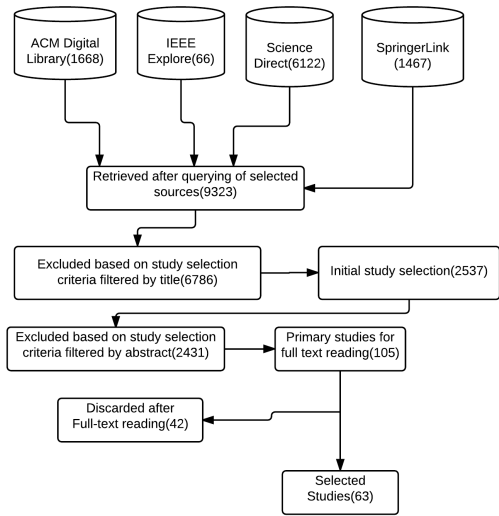 ACM Digital
Library(1668)
IEEE
Explore(66)
Science
Direct(6122)
SpringerLink
(1467)
Retrieved after querying of selected
sources(9323)
Excluded based on study selection
criteria filtered by title(6786)
Initial study selection(2537)
Excluded based on study selection
criteria filtered by abstract(2431)
Primary studies for
full text reading(105)
Discarded after
Full-text reading(42)
Selected
Studies(63)